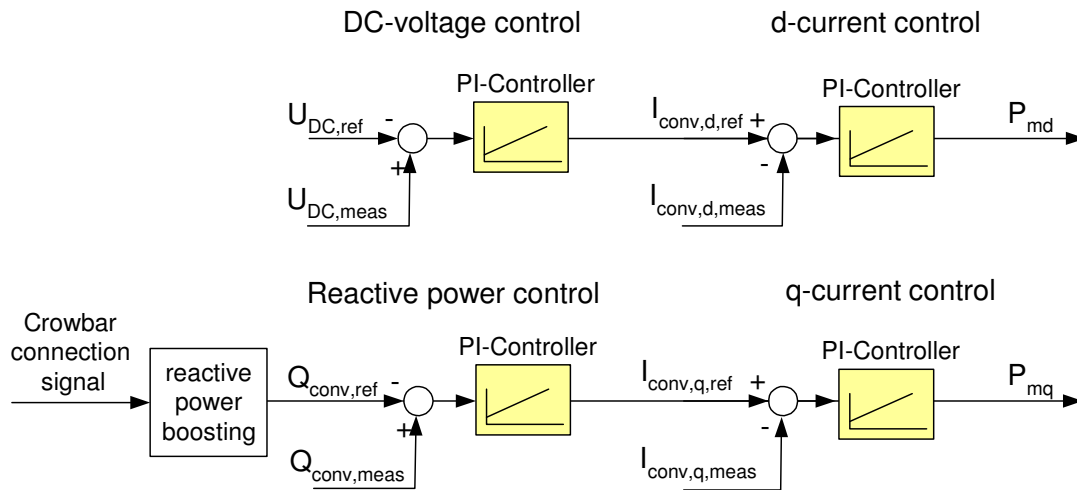 DC-voltage control
d-current control
PI-Controller
PI-Controller
U_DC,ref
-
+
U_DC,meas
I_conv,d,ref
+
-
I_conv,d,meas
P_md
Reactive power control
q-current control
Crowbar
connection
signal
reactive
power
boosting
PI-Controller
PI-Controller
Q_conv,ref
-
+
Q_conv,meas
I_conv,q,ref
+
-
I_conv,q,meas
P_mq